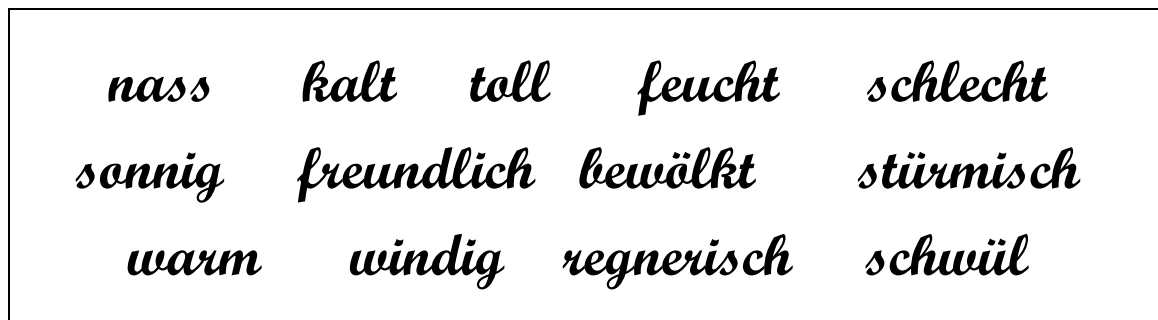 nass kalt toll feucht schlecht
sonnig freundlich bewölkt stürmisch
warm windig regnerisch schwül